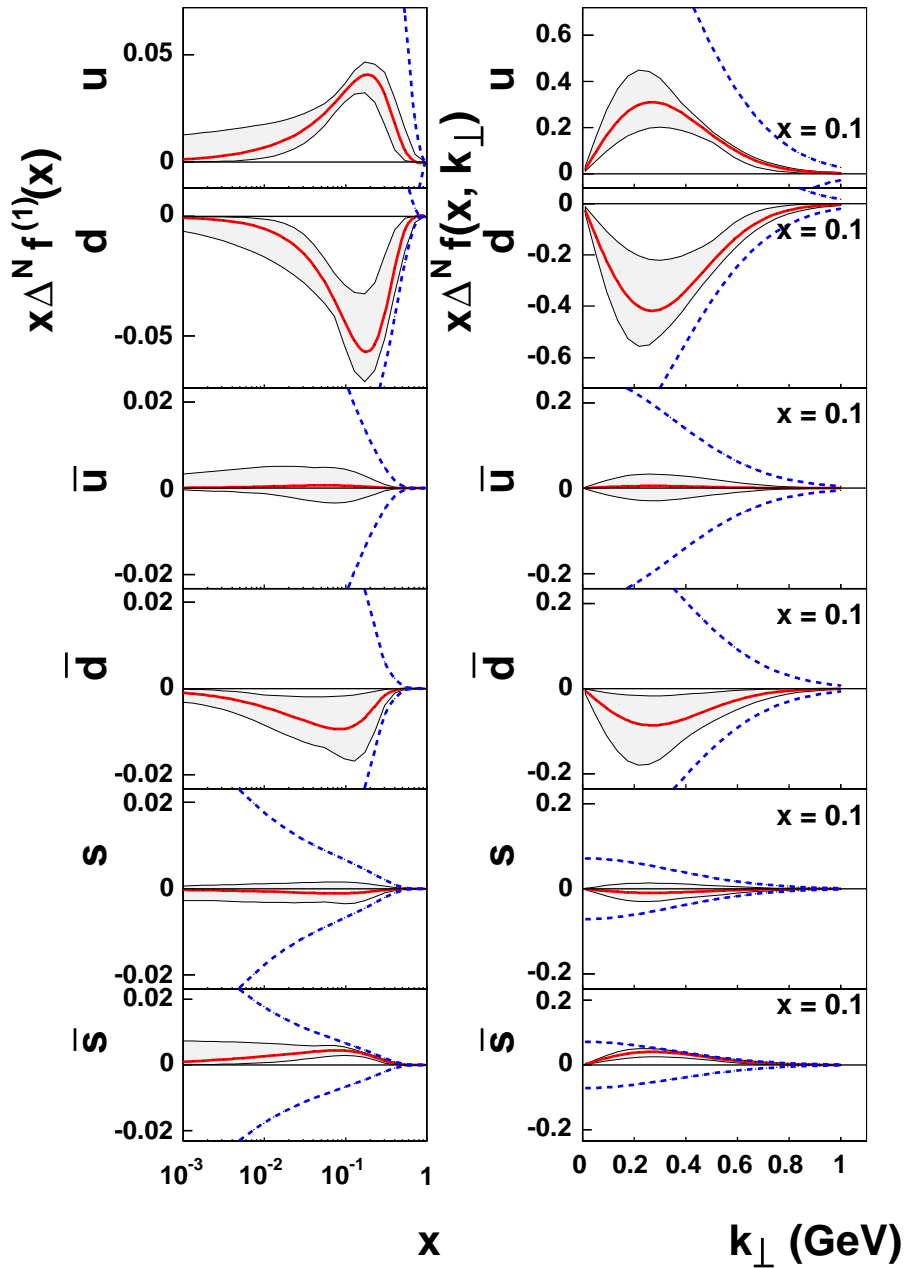 xΔᴺ f⁽¹⁾(x)
u
0.05
0
d
0
-0.05
u̅
0.02
0
-0.02
d̅
0.02
0
-0.02
s
0.02
0
-0.02
s̅
0.02
0
-0.02
10⁻³ 10⁻² 10⁻¹ 1
x
xΔᴺ f(x, k⊥)
u
0.6
0.4
0.2
0
x = 0.1
d
0
-0.2
-0.4
-0.6
x = 0.1
u̅
0.2
0
-0.2
x = 0.1
d̅
0.2
0
-0.2
x = 0.1
s
0.2
0
-0.2
x = 0.1
s̅
0.2
0
-0.2
x = 0.1
0 0.2 0.4 0.6 0.8 1
k⊥ (GeV)